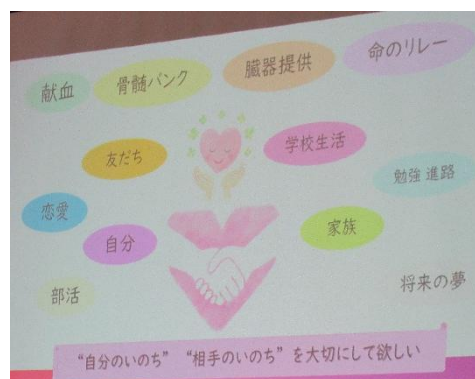 献血
骨髄バンク
臓器提供
命のリレー
友だち
学校生活
勉強 進路
恋愛
自分
家族
部活
将来の夢
“自分のいのち” “相手のいのち” を大切にして欲しい